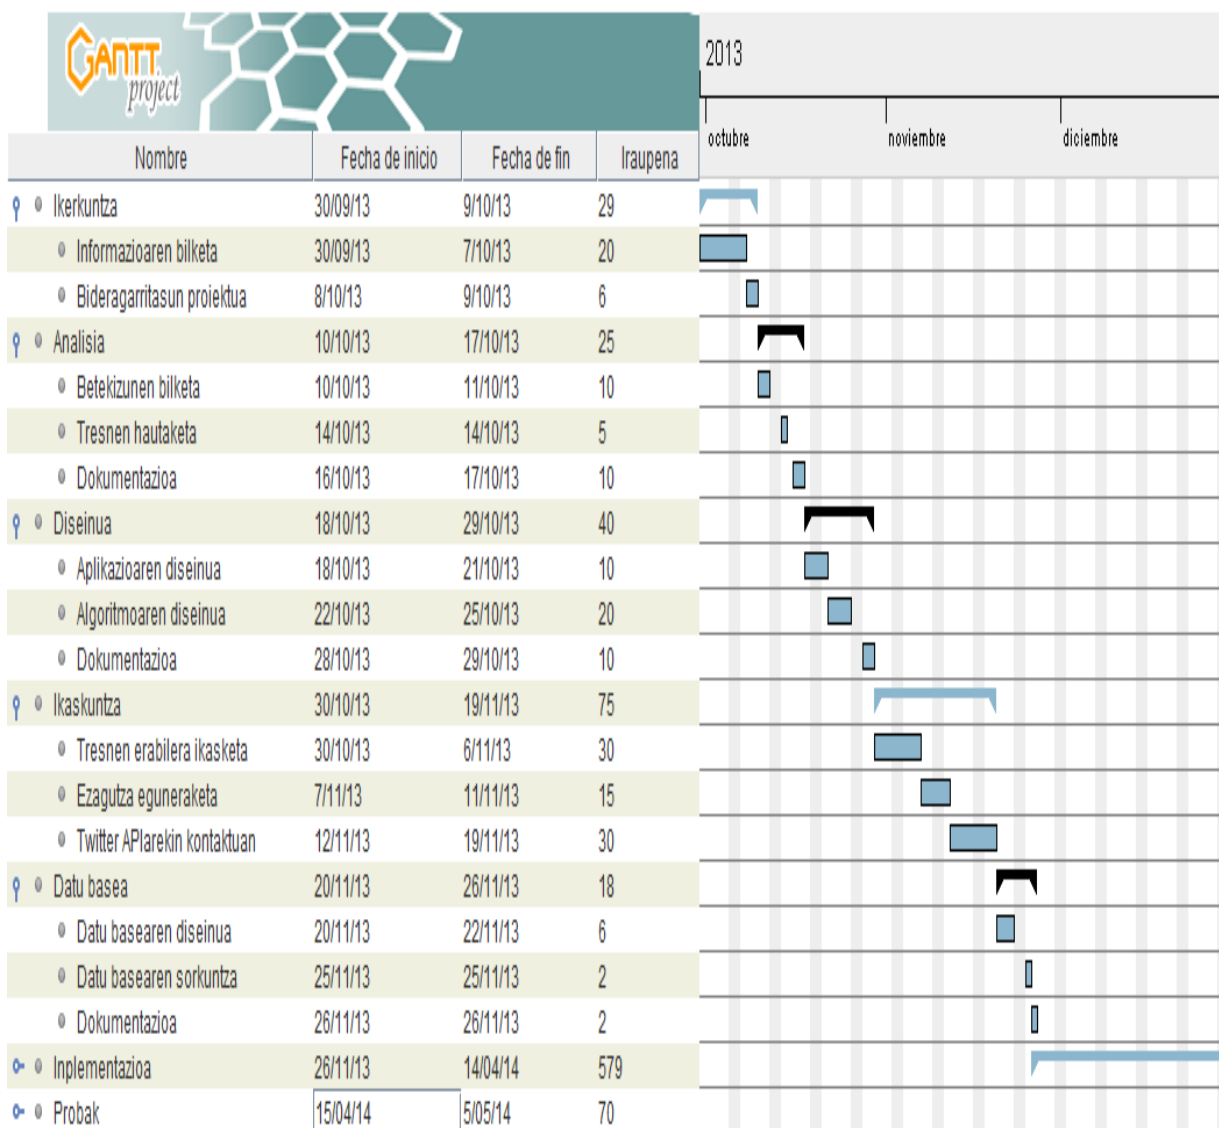 GANTT
project
2013
octubre noviembre diciembre
Nombre Fecha de inicio Fecha de fin Iraupena
Ikerkuntza 30/09/13 9/10/13 29
Informazioaren bilketa 30/09/13 7/10/13 20
Bideragarritasun proiektua 8/10/13 9/10/13 6
Analisia 10/10/13 17/10/13 25
Betekizunen bilketa 10/10/13 11/10/13 10
Tresnen hautaketa 14/10/13 14/10/13 5
Dokumentazioa 16/10/13 17/10/13 10
Diseinua 18/10/13 29/10/13 40
Aplikazioaren diseinua 18/10/13 21/10/13 10
Algoritmoaren diseinua 22/10/13 25/10/13 20
Dokumentazioa 28/10/13 29/10/13 10
Ikaskuntza 30/10/13 19/11/13 75
Tresnen erabilera ikasketa 30/10/13 6/11/13 30
Ezagutza eguneraketa 7/11/13 11/11/13 15
Twitter APIarekin kontaktuan 12/11/13 19/11/13 30
Datu basea 20/11/13 26/11/13 18
Datu basearen diseinua 20/11/13 22/11/13 6
Datu basearen sorkuntza 25/11/13 25/11/13 2
Dokumentazioa 26/11/13 26/11/13 2
Inplementazioa 26/11/13 14/04/14 579
Probak 15/04/14 5/05/14 70